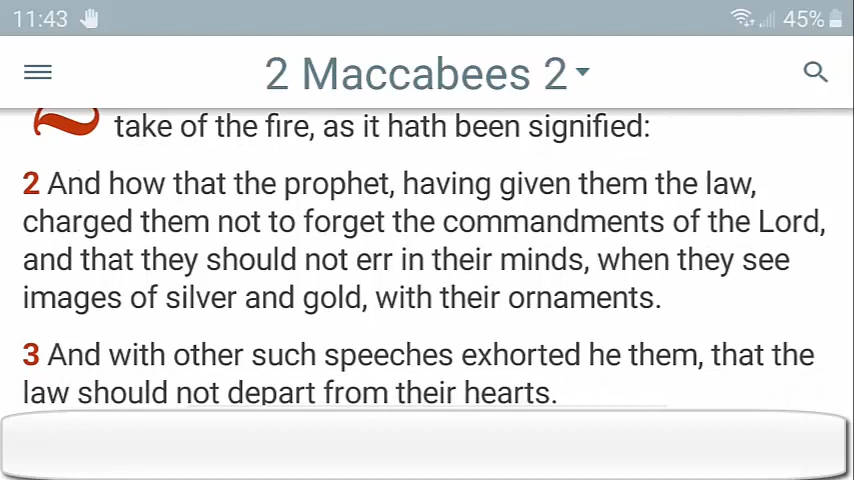 11:43 45%
2 Maccabees 2
take of the fire, as it hath been signified:
2 And how that the prophet, having given them the law,
charged them not to forget the commandments of the Lord,
and that they should not err in their minds, when they see
images of silver and gold, with their ornaments.
3 And with other such speeches exhorted he them, that the
law should not depart from their hearts.